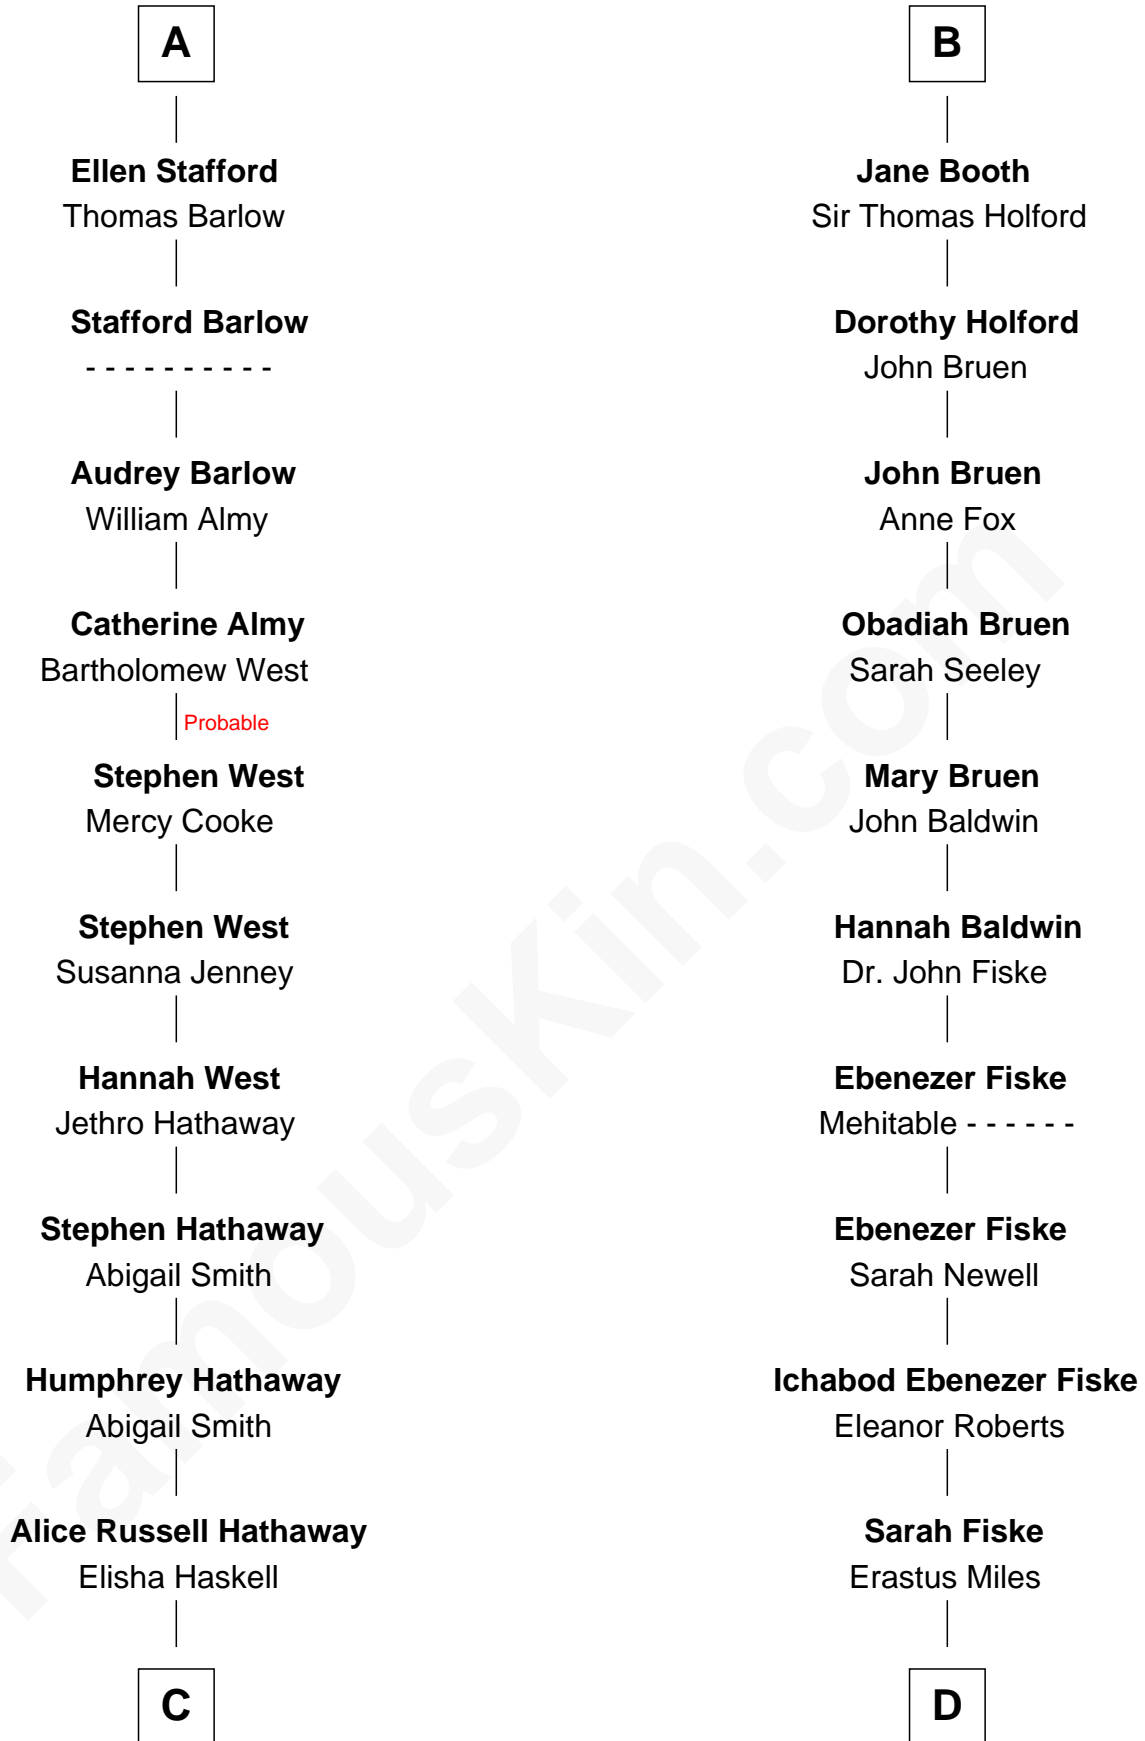 A
Ellen Stafford
Thomas Barlow
Stafford Barlow
- - - - - - - - - -
Audrey Barlow
William Almy
Catherine Almy
Bartholomew West
Probable
Stephen West
Mercy Cooke
Stephen West
Susanna Jenney
Hannah West
Jethro Hathaway
Stephen Hathaway
Abigail Smith
Humphrey Hathaway
Abigail Smith
Alice Russell Hathaway
Elisha Haskell
C
B
Jane Booth
Sir Thomas Holford
Dorothy Holford
John Bruen
John Bruen
Anne Fox
Obadiah Bruen
Sarah Seeley
Mary Bruen
John Baldwin
Hannah Baldwin
Dr. John Fiske
Ebenezer Fiske
Mehitable - - - - - -
Ebenezer Fiske
Sarah Newell
Ichabod Ebenezer Fiske
Eleanor Roberts
Sarah Fiske
Erastus Miles
D
FamousKin.com